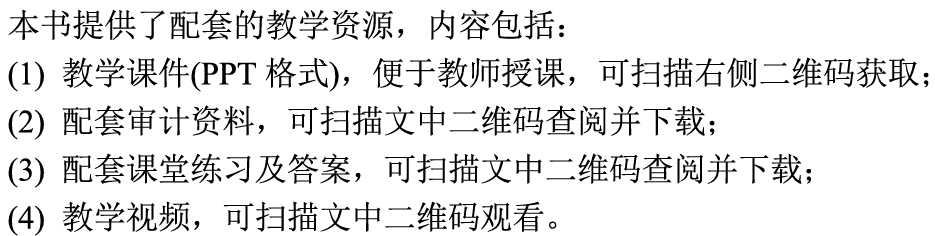 本书提供了配套的教学资源，内容包括：
(1) 教学课件(PPT 格式)，便于教师授课，可扫描右侧二维码获取；
(2) 配套审计资料，可扫描文中二维码查阅并下载；
(3) 配套课堂练习及答案，可扫描文中二维码查阅并下载；
(4) 教学视频，可扫描文中二维码观看。